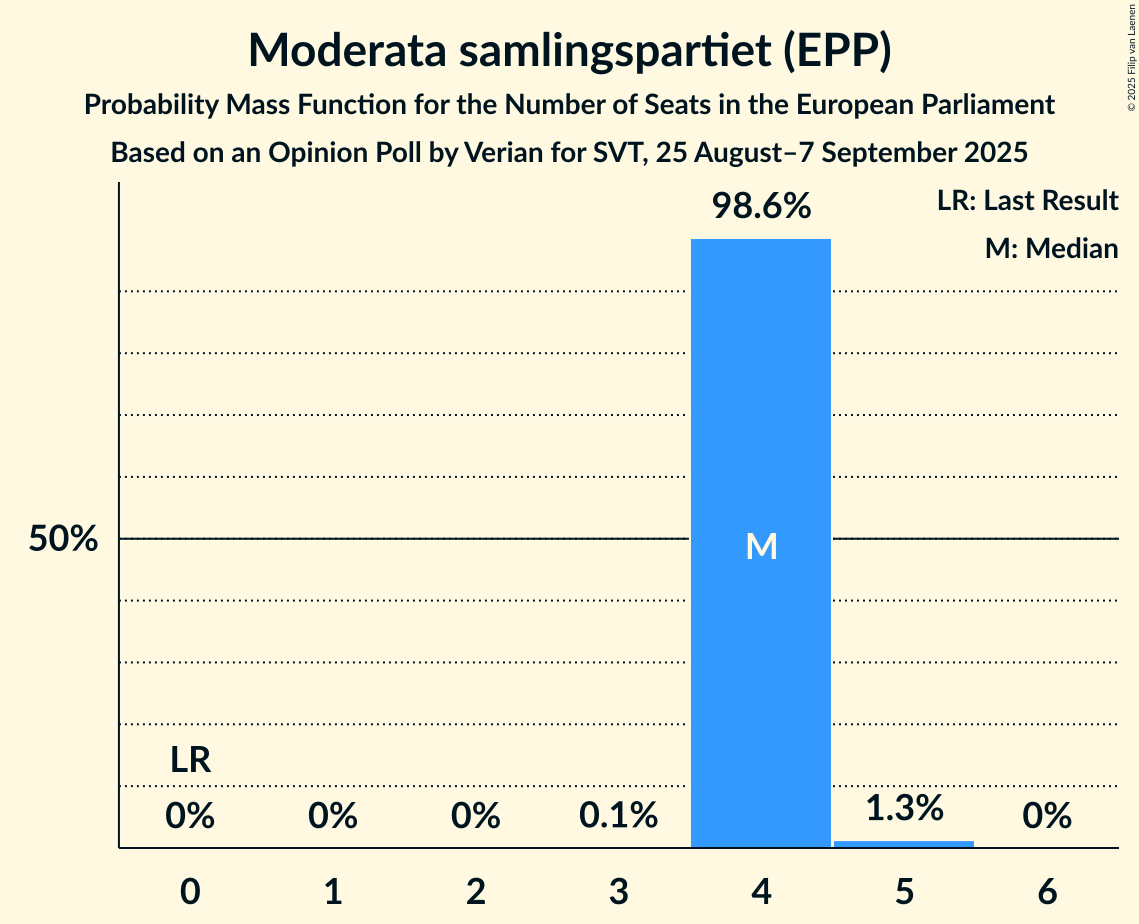 Moderata samlingspartiet (EPP)
Probability Mass Function for the Number of Seats in the European Parliament
Based on an Opinion Poll by Verian for SVT, 25 August–7 September 2025
© 2025 Filip van Laenen
LR: Last Result
M: Median
98.6%
50%
M
LR
0%
0%
0%
0.1%
1.3%
0%
0
1
2
3
4
5
6